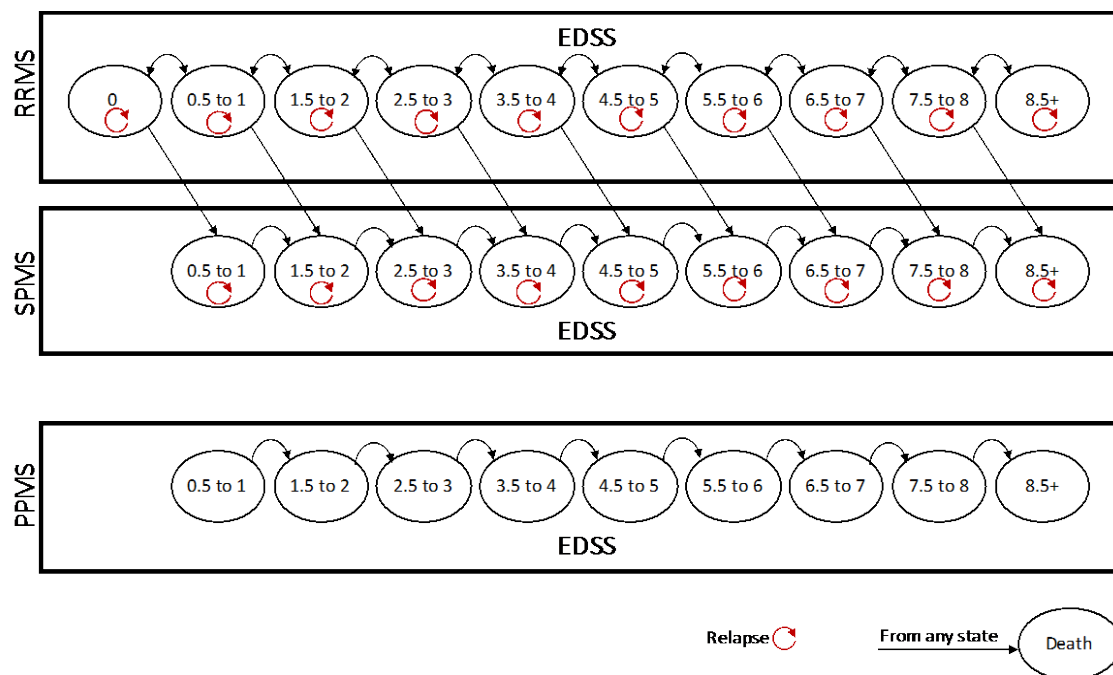 EDSS
RRMS
0 0.5 to 1 1.5 to 2 2.5 to 3 3.5 to 4 4.5 to 5 5.5 to 6 6.5 to 7 7.5 to 8 8.5+
SPMS
0.5 to 1 1.5 to 2 2.5 to 3 3.5 to 4 4.5 to 5 5.5 to 6 6.5 to 7 7.5 to 8 8.5+
EDSS
PPMS
0.5 to 1 1.5 to 2 2.5 to 3 3.5 to 4 4.5 to 5 5.5 to 6 6.5 to 7 7.5 to 8 8.5+
EDSS
Relapse
From any state
Death